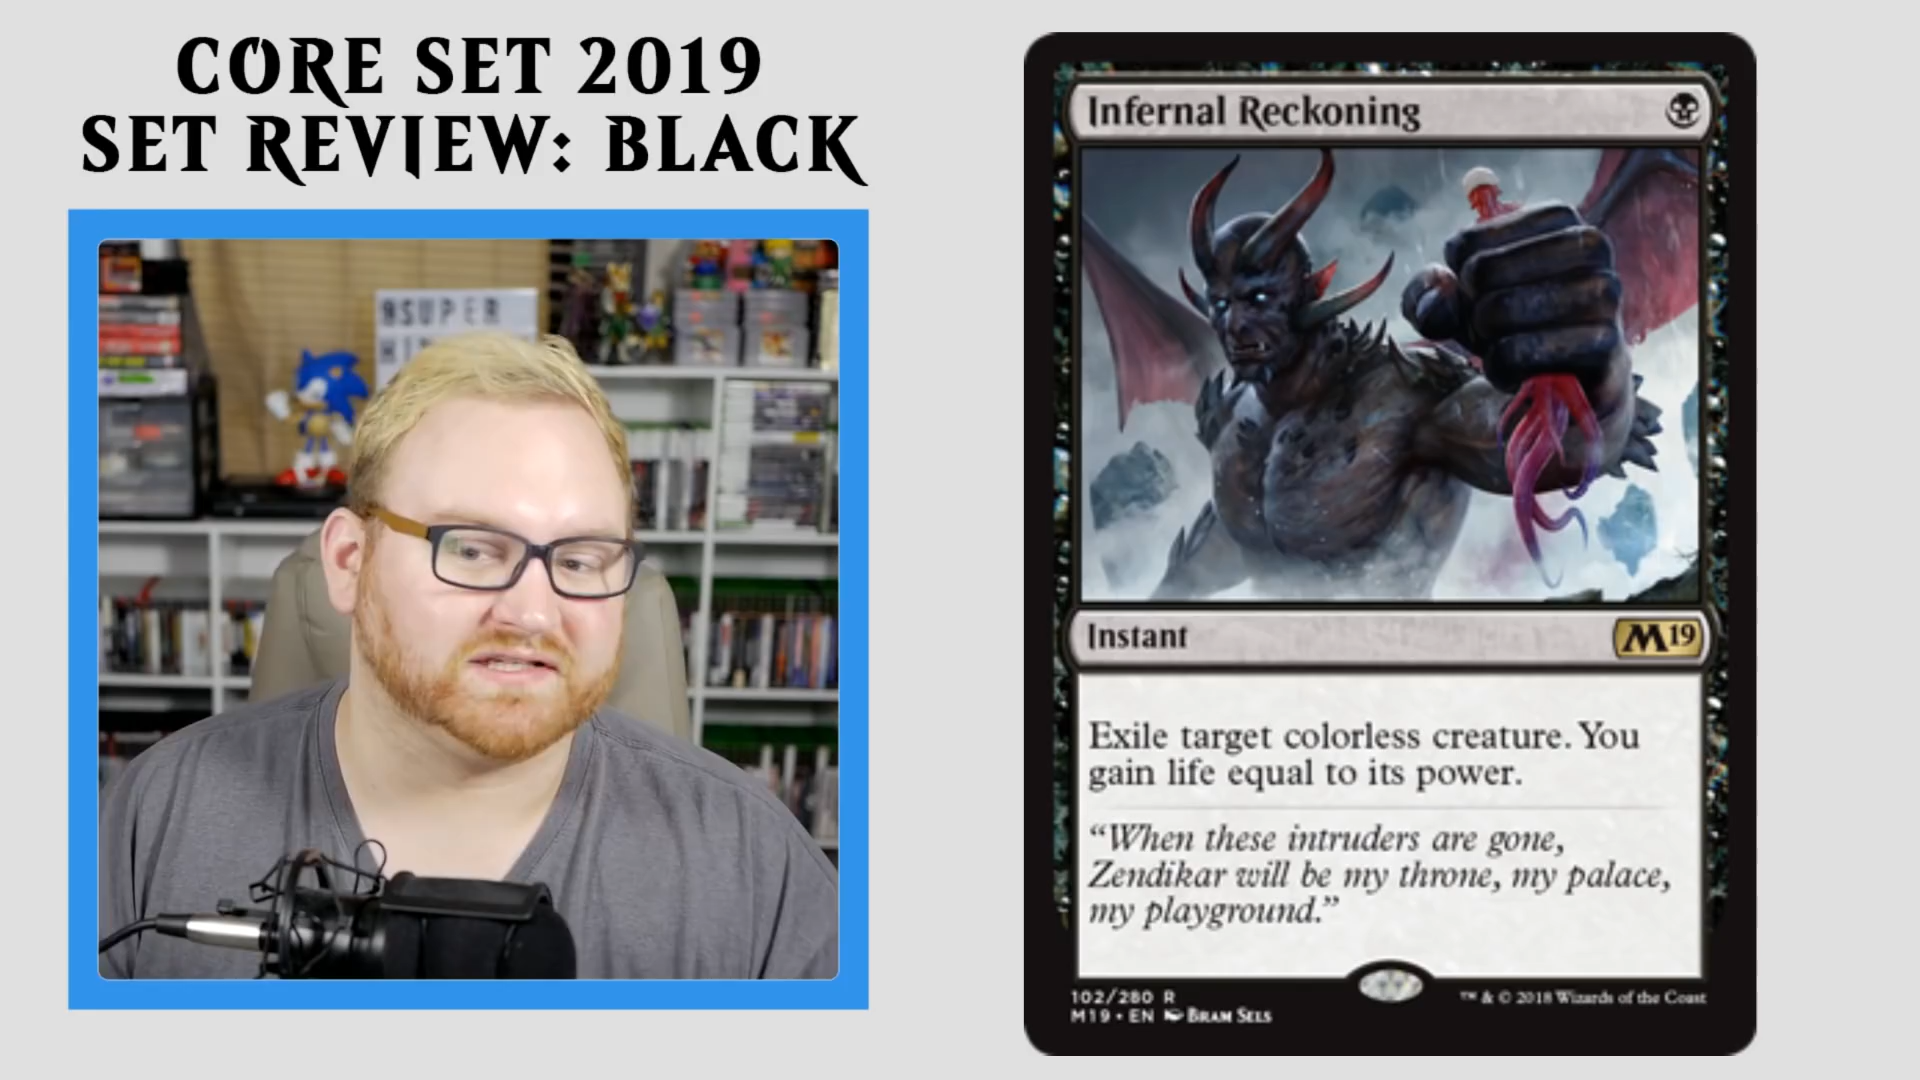 CORE SET 2019
SET REVIEW: BLACK
Infernal Reckoning
Instant
M19
Exile target colorless creature. You
gain life equal to its power.
“When these intruders are gone,
Zendikar will be my throne, my palace,
my playground.”
102/280 R
M19 • EN Bram Sels
™ & © 2018 Wizards of the Coast